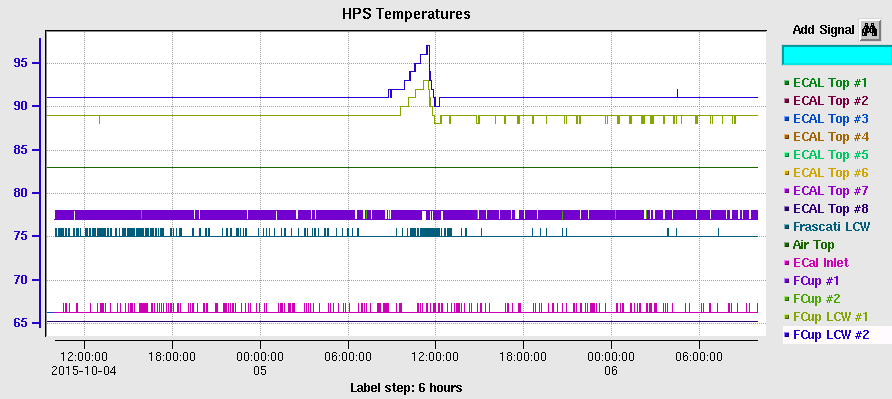 HPS Temperatures
Add Signal
95
90
85
80
75
70
65
ECAL Top #1
ECAL Top #2
ECAL Top #3
ECAL Top #4
ECAL Top #5
ECAL Top #6
ECAL Top #7
ECAL Top #8
Frascati LCW
Air Top
ECal Inlet
FCup #1
FCup #2
FCup LCW #1
FCup LCW #2
12:00:00 18:00:00 00:00:00 06:00:00 12:00:00 18:00:00 00:00:00 06:00:00
2015-10-04 05 06
Label step: 6 hours